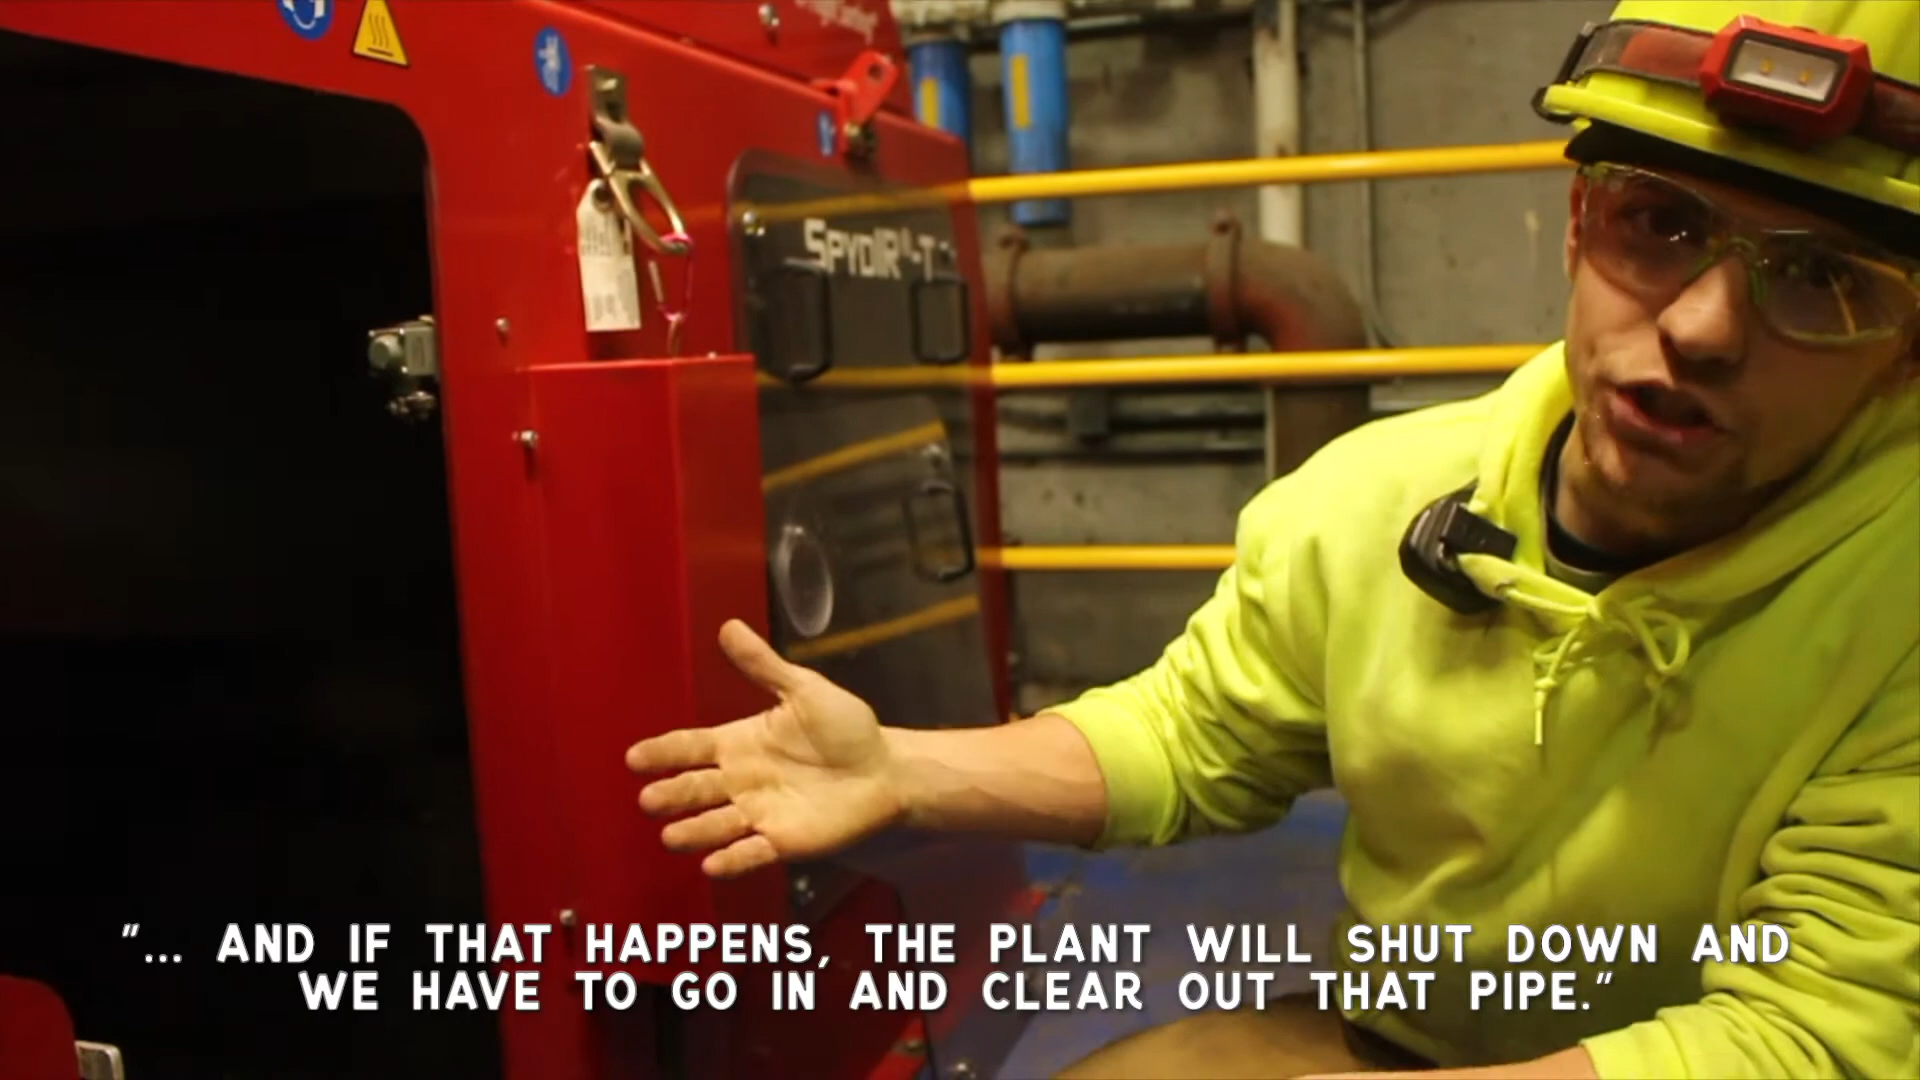 SPYDIR®-T
"... AND IF THAT HAPPENS, THE PLANT WILL SHUT DOWN AND
WE HAVE TO GO IN AND CLEAR OUT THAT PIPE."